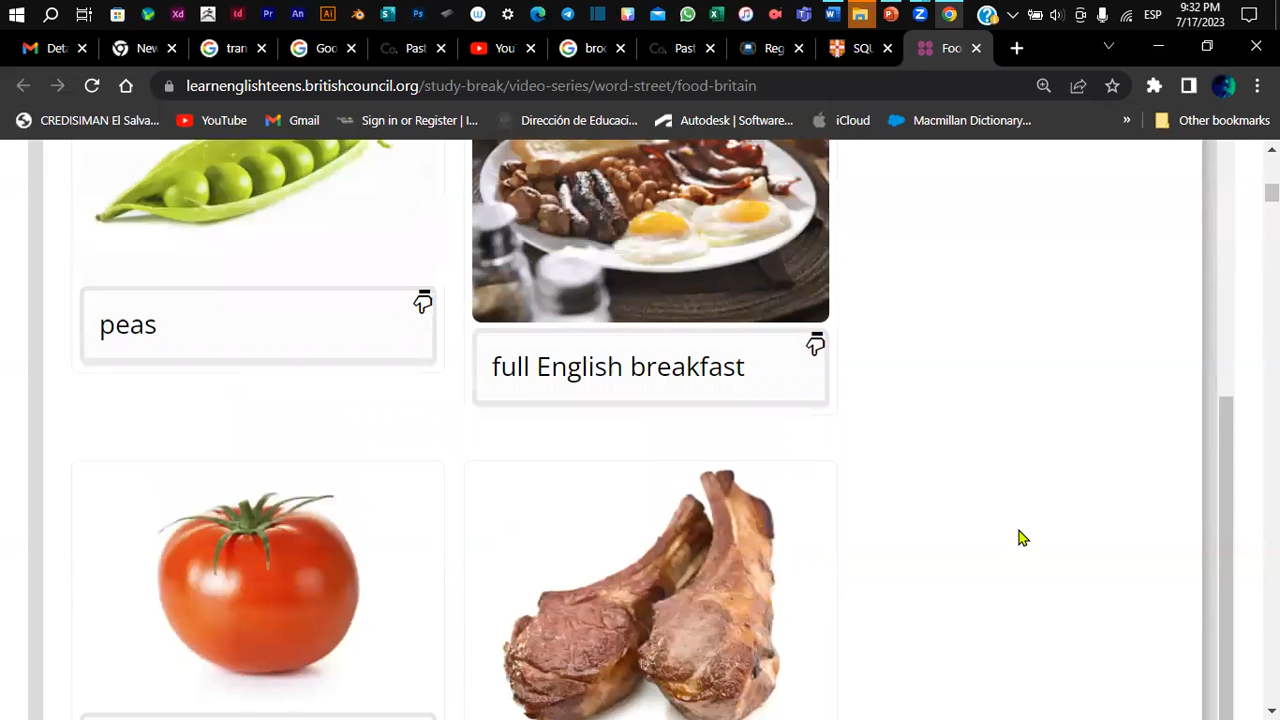 9:32 PM
ESP
7/17/2023
Deta
New
tran
Goo
Past
You
broc
Past
Reg
SQL
Foo
learnenglishteens.britishcouncil.org/study-break/video-series/word-street/food-britain
CREDISIMAN El Salva...
YouTube
Gmail
Sign in or Register | I...
Dirección de Educaci...
Autodesk | Software...
iCloud
Macmillan Dictionary...
»
Other bookmarks
peas
full English breakfast